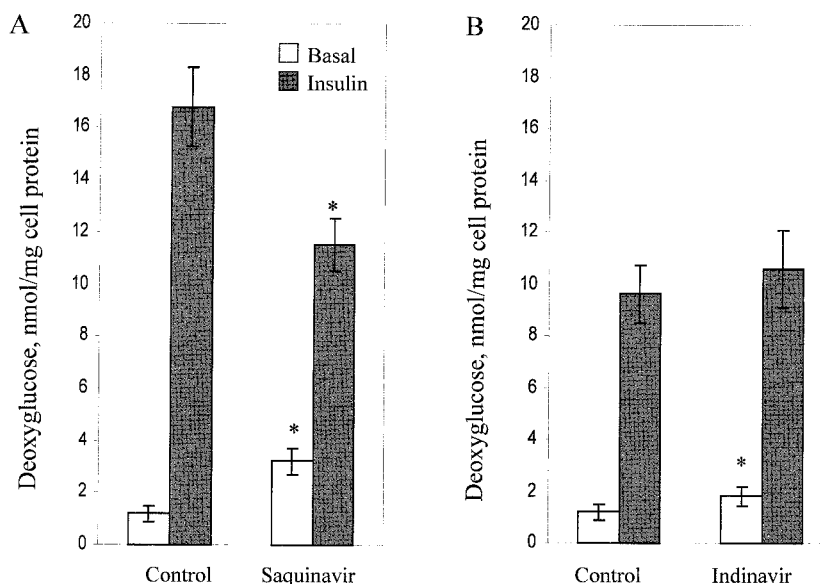 A
Deoxyglucose, nmol/mg cell protein
20
18
16
14
12
10
8
6
4
2
0
Basal
Insulin
*
*
Control
Saquinavir
B
Deoxyglucose, nmol/mg cell protein
20
18
16
14
12
10
8
6
4
2
0
*
Control
Indinavir